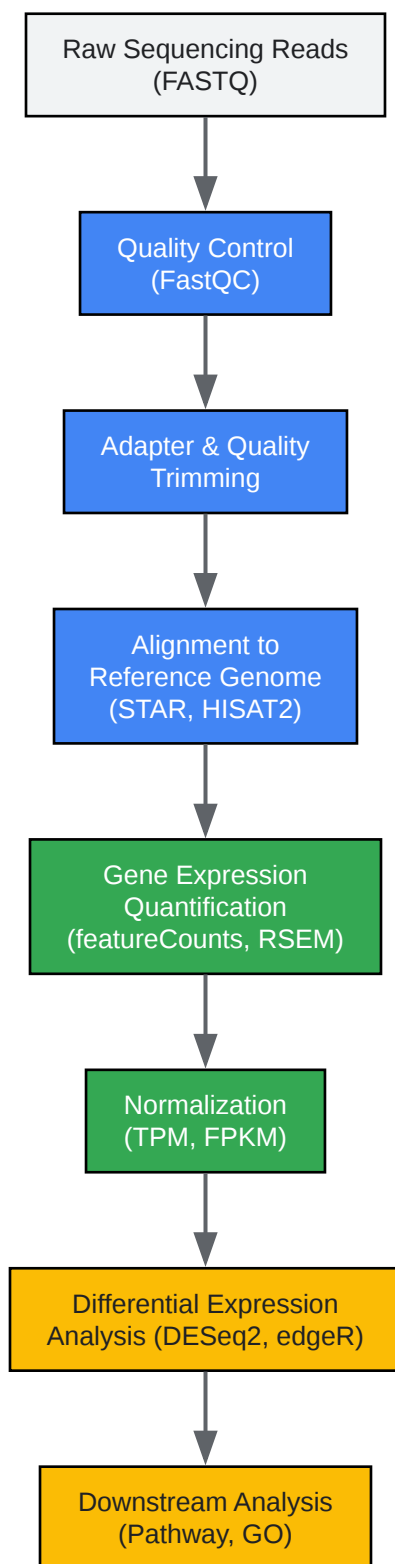 Raw Sequencing Reads
(FASTQ)
Quality Control
(FastQC)
Adapter & Quality
Trimming
Alignment to
Reference Genome
(STAR, HISAT2)
Gene Expression
Quantification
(featureCounts, RSEM)
Normalization
(TPM, FPKM)
Differential Expression
Analysis (DESeq2, edgeR)
Downstream Analysis
(Pathway, GO)